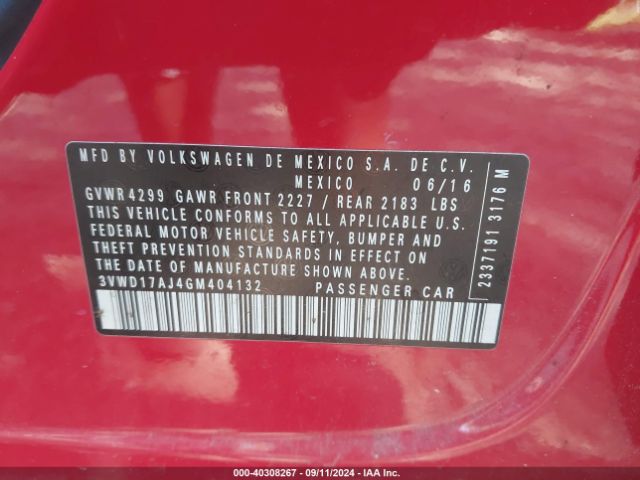 MFD BY VOLKSWAGEN DE MEXICO S.A. DE C.V.
MEXICO 06/16
GVWR 4299 GAWR FRONT 2227 / REAR 2183 LBS
THIS VEHICLE CONFORMS TO ALL APPLICABLE U.S.
FEDERAL MOTOR VEHICLE SAFETY, BUMPER AND
THEFT PREVENTION STANDARDS IN EFFECT ON
THE DATE OF MANUFACTURE SHOWN ABOVE.
3VWD17AJ4GM404132 PASSENGER CAR
2337191 3176 M
000-40308267 - 09/11/2024 - IAA Inc.